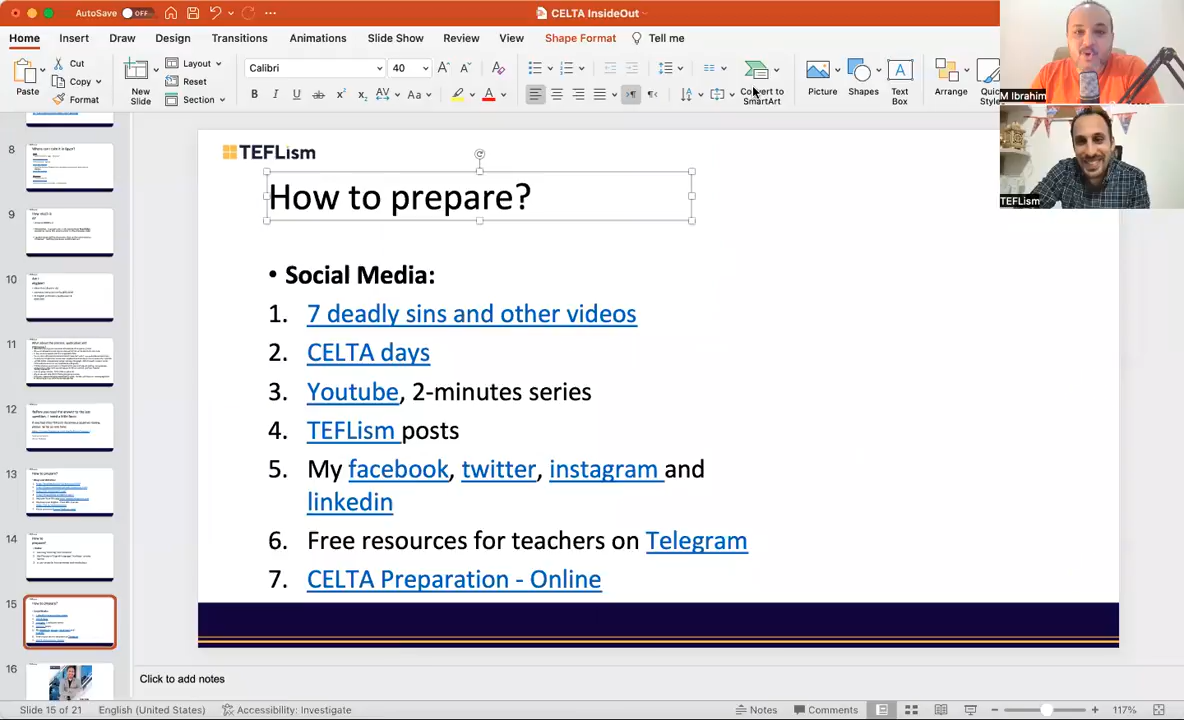 AutoSave OFF
CELTA InsideOut
Home Insert Draw Design Transitions Animations Slide Show Review View Shape Format Tell me
Paste
Cut
Copy
Format
New
Slide
Layout
Reset
Section
Calibri 40
Convert to
SmartArt
Picture
Shapes
Text
Box
Arrange
Quick
Styles
M Ibrahim
TEFLism
8
9
10
11
12
13
14
15
16
TEFLism
How to prepare?
• Social Media:
1. 7 deadly sins and other videos
2. CELTA days
3. Youtube, 2-minutes series
4. TEFLism posts
5. My facebook, twitter, instagram and
linkedin
6. Free resources for teachers on Telegram
7. CELTA Preparation - Online
Click to add notes
Slide 15 of 21 English (United States) Accessibility: Investigate Notes Comments 117%